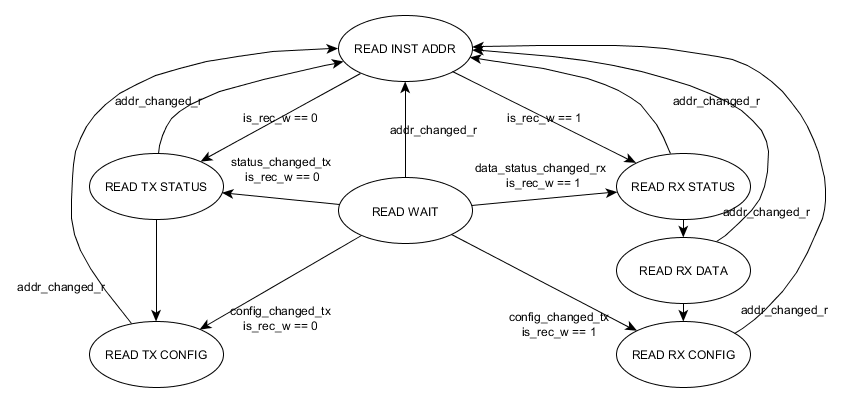 READ INST ADDR
addr_changed_r
addr_changed_r
is_rec_w == 0
is_rec_w == 1
addr_changed_r
status_changed_tx
is_rec_w == 0
data_status_changed_rx
is_rec_w == 1
READ TX STATUS
READ RX STATUS
READ WAIT
addr_changed_r
READ RX DATA
addr_changed_r
config_changed_tx
is_rec_w == 0
config_changed_tx
is_rec_w == 1
addr_changed_r
READ TX CONFIG
READ RX CONFIG